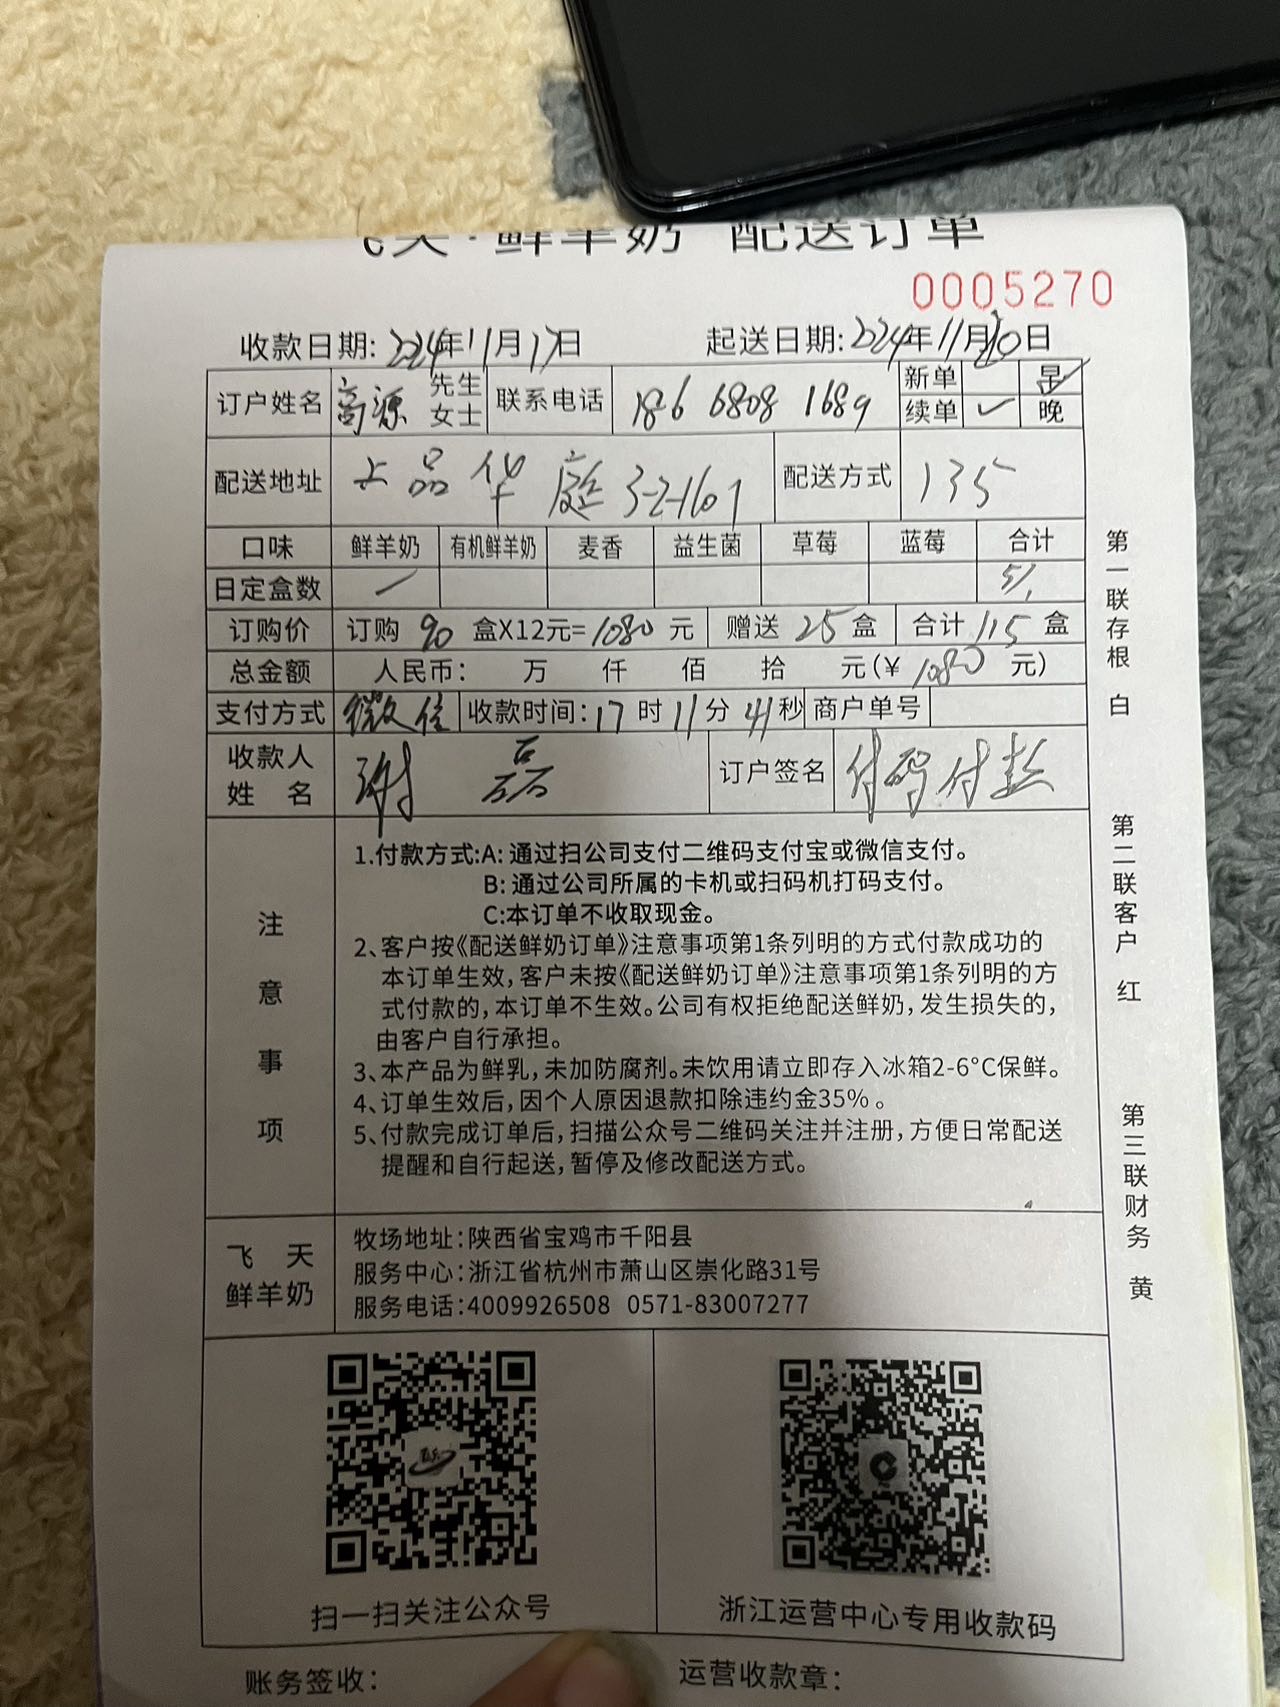 飞天·鲜羊奶 配送订单
0005270
收款日期: 2024年11月17日 起送日期: 2024年11月20日
订户姓名 高源 先生 女士 联系电话 186 6808 1689 新单 早✓
续单 ✓ 晚
配送地址 上品华庭 3-2-1601 配送方式 135
口味 鲜羊奶 有机鲜羊奶 麦香 益生菌 草莓 蓝莓 合计
日定盒数
订购价 订购 90 盒X12元= 1080 元 赠送 25 盒 合计 115 盒
总金额 人民币: 万 仟 佰 拾 元(¥ 1080 元)
支付方式 微信 收款时间: 17 时 11 分 41 秒 商户单号
收款人姓名 谢磊 订户签名 付码付款
注意事项
1.付款方式:A: 通过扫公司支付二维码支付宝或微信支付。
B: 通过公司所属的卡机或扫码机打码支付。
C:本订单不收取现金。
2、客户按《配送鲜奶订单》注意事项第1条列明的方式付款成功的
本订单生效,客户未按《配送鲜奶订单》注意事项第1条列明的方
式付款的,本订单不生效。公司有权拒绝配送鲜奶,发生损失的,
由客户自行承担。
3、本产品为鲜乳,未加防腐剂。未饮用请立即存入冰箱2-6°C保鲜。
4、订单生效后,因个人原因退款扣除违约金35%。
5、付款完成订单后,扫描公众号二维码关注并注册,方便日常配送
提醒和自行起送,暂停及修改配送方式。
飞天鲜羊奶
牧场地址:陕西省宝鸡市千阳县
服务中心:浙江省杭州市萧山区崇化路31号
服务电话:4009926508 0571-83007277
扫一扫关注公众号 浙江运营中心专用收款码
账务签收: 运营收款章:
第一联存根 白
第二联客户 红
第三联财务 黄